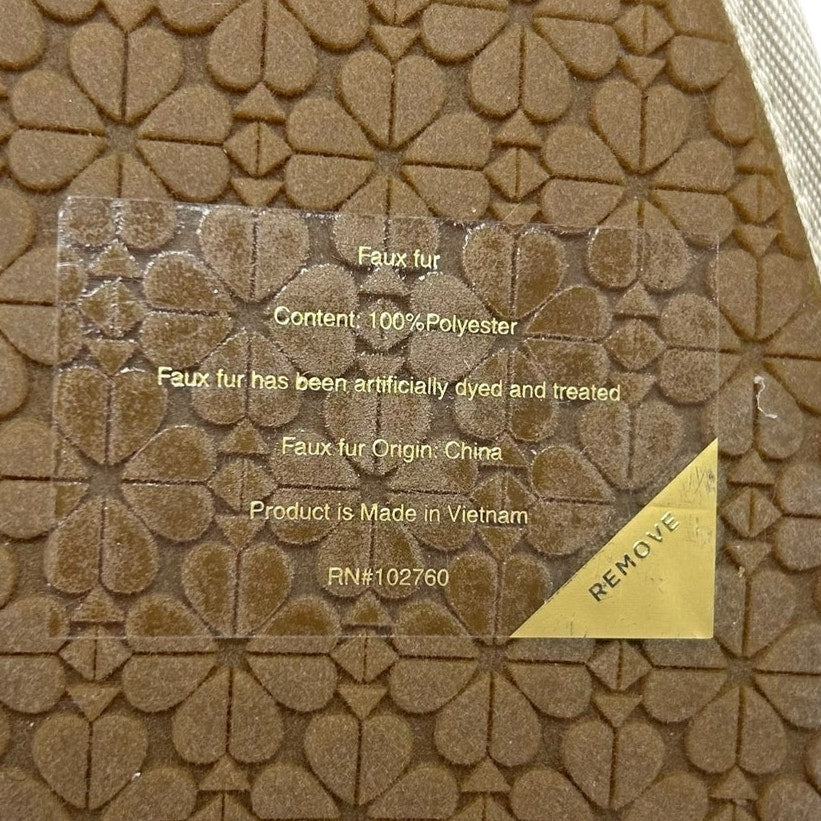 Faux fur
Content: 100%Polyester
Faux fur has been artificially dyed and treated
Faux fur Origin: China
Product is Made in Vietnam
RN#102760
REMOVE